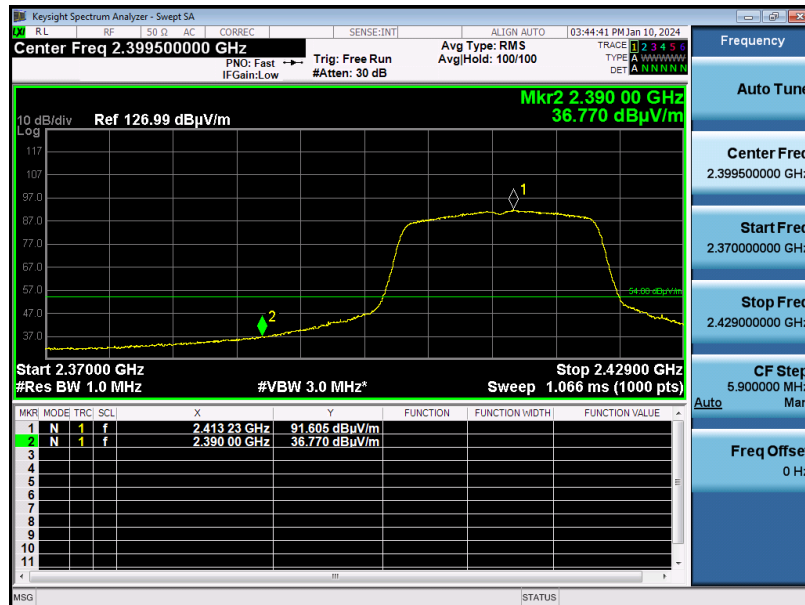 Keysight Spectrum Analyzer - Swept SA
LXI RL RF 50 Ω AC CORREC SENSE:INT ALIGN AUTO 03:44:41 PM Jan 10, 2024
Center Freq 2.399500000 GHz
PNO: Fast
IFGain:Low
Trig: Free Run
#Atten: 30 dB
Avg Type: RMS
Avg|Hold: 100/100
TRACE 1 2 3 4 5 6
TYPE A WWWWW
DET A N N N N N
Mkr2 2.390 00 GHz
36.770 dBµV/m
10 dB/div Ref 126.99 dBµV/m
Log
117
107
97.0
87.0
77.0
67.0
57.0
47.0
37.0
1
2
54.00 dBµV/m
Start 2.37000 GHz Stop 2.42900 GHz
#Res BW 1.0 MHz #VBW 3.0 MHz* Sweep 1.066 ms (1000 pts)
MKR MODE TRC SCL X Y FUNCTION FUNCTION WIDTH FUNCTION VALUE
1 N 1 f 2.413 23 GHz 91.605 dBµV/m
2 N 1 f 2.390 00 GHz 36.770 dBµV/m
3
4
5
6
7
8
9
10
11
MSG STATUS
Frequency
Auto Tune
Center Freq
2.399500000 GHz
Start Freq
2.370000000 GHz
Stop Freq
2.429000000 GHz
CF Step
5.900000 MHz
Auto Man
Freq Offset
0 Hz